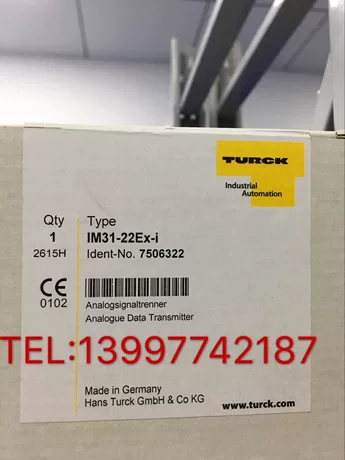 TURCK
Industrial
Automation
Qty Type
1 IM31-22Ex-i
2615H Ident-No. 7506322
CE
0102
Analogsignaltrenner
Analogue Data Transmitter
TEL:13997742187
Made in Germany
Hans Turck GmbH & Co KG
www.turck.com